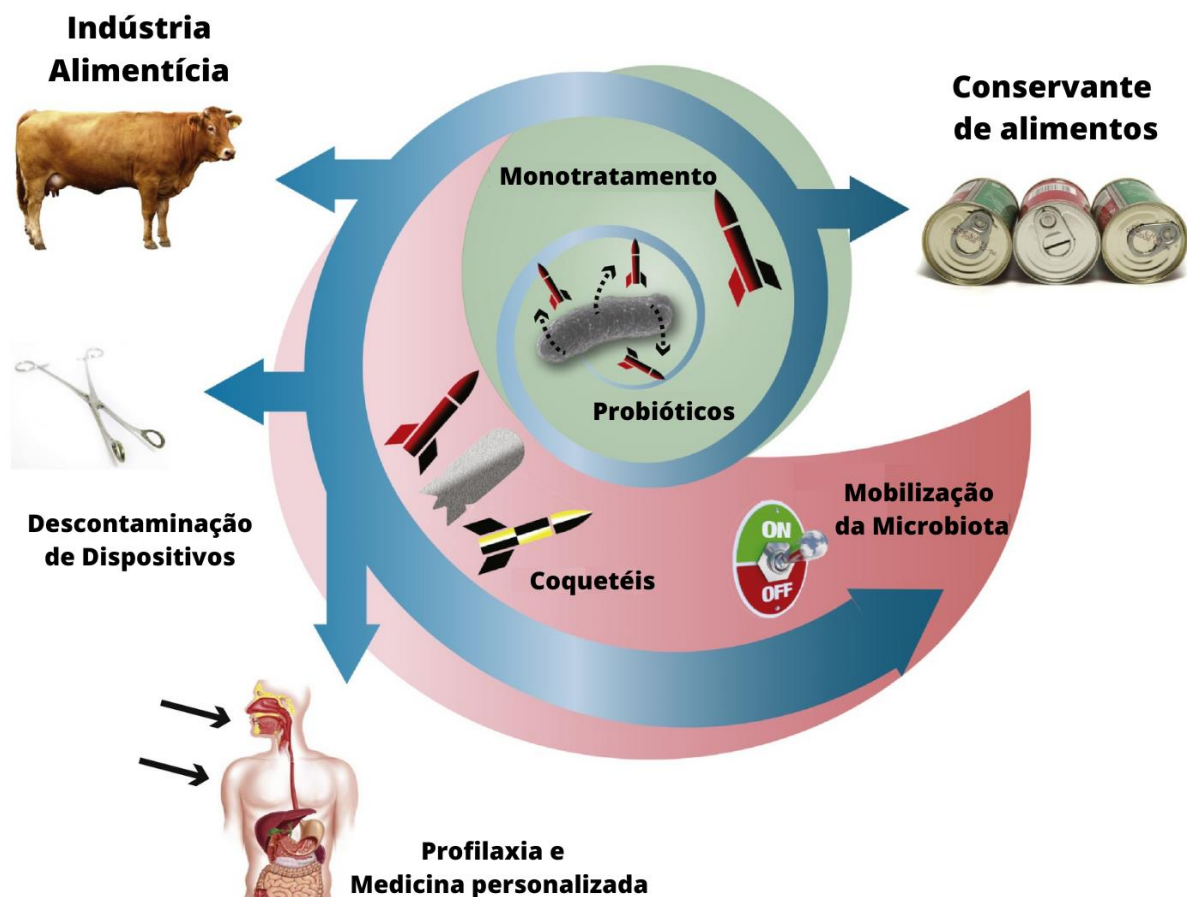 Indústria
Alimentícia
Conservante
de alimentos
Monotratamento
Probióticos
Mobilização
da Microbiota
ON
OFF
Descontaminação
de Dispositivos
Coquetéis
Profilaxia e
Medicina personalizada